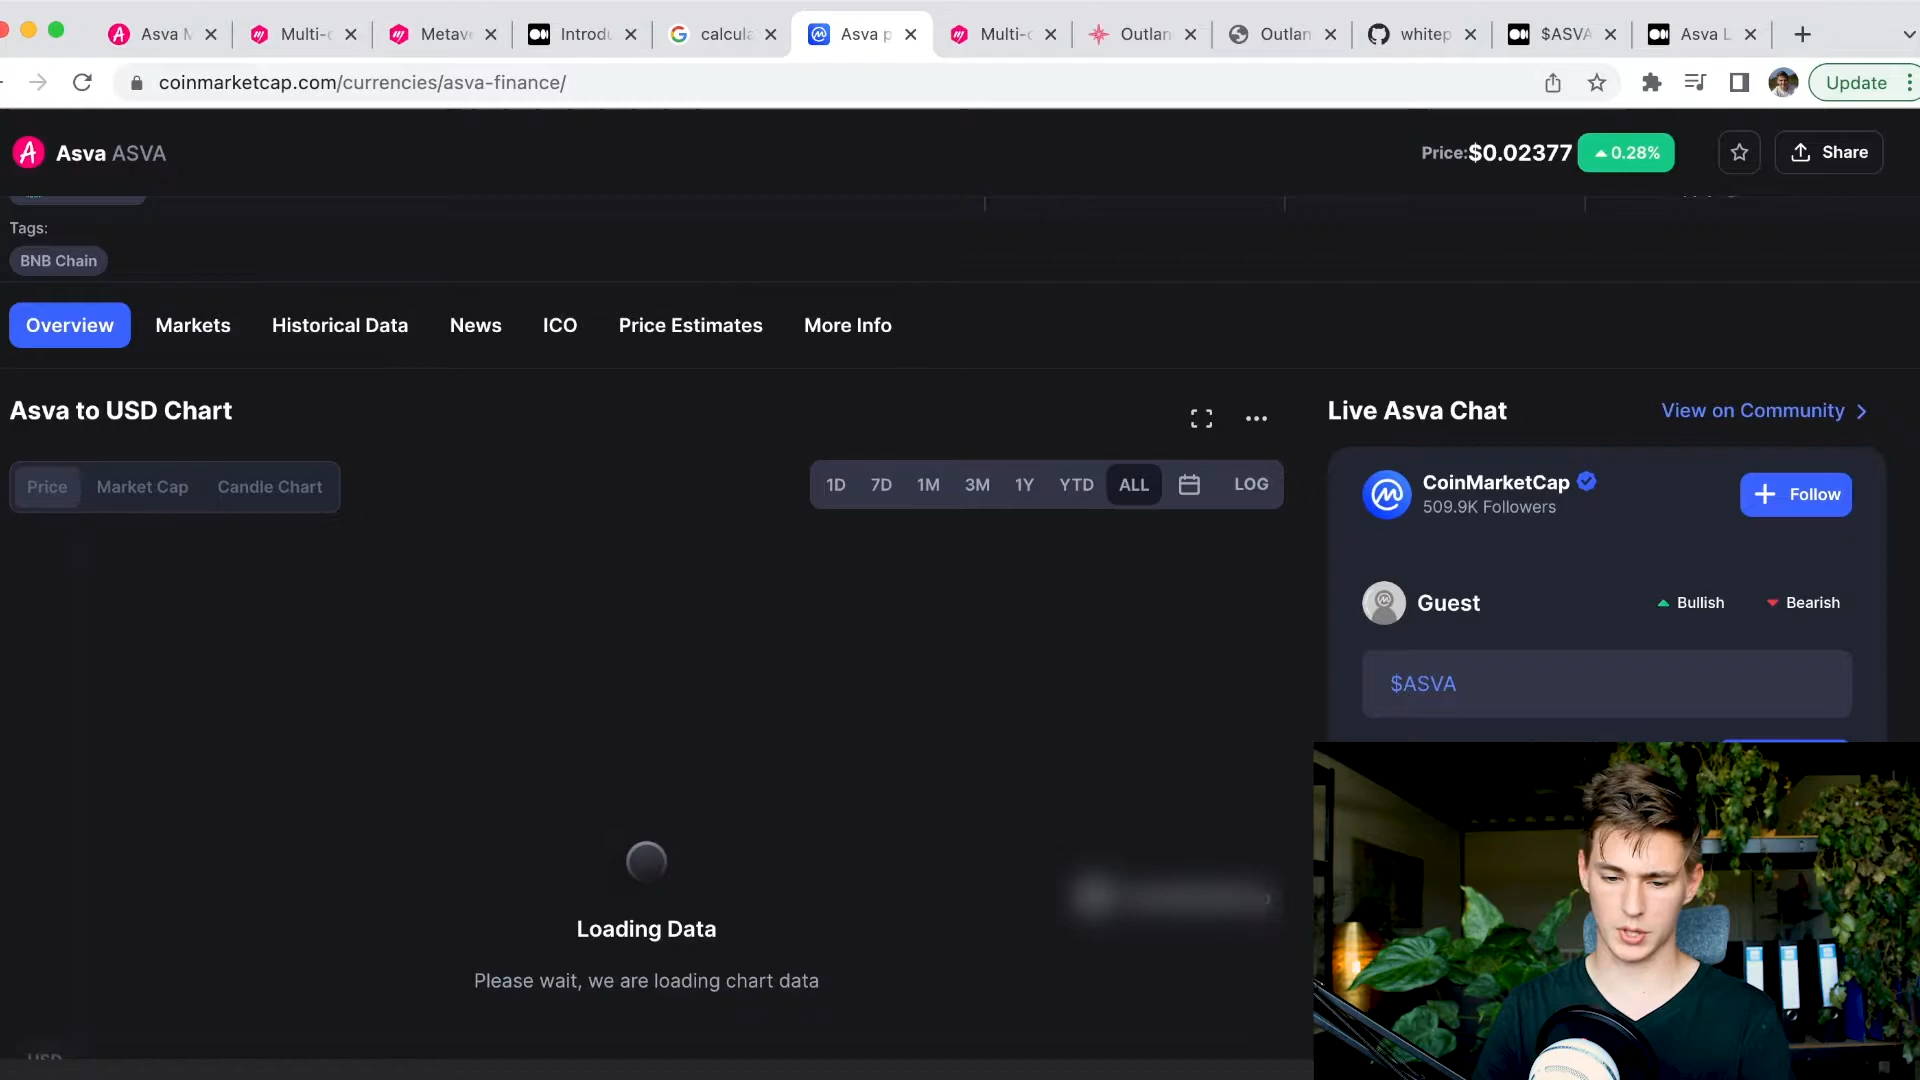 Asva M
Multi-c
Metave
Introdu
calcula
Asva p
Multi-c
Outlan
Outlan
whitep
$ASVA
Asva L
coinmarketcap.com/currencies/asva-finance/
Update
Asva ASVA
Price:$0.02377
0.28%
Share
Tags:
BNB Chain
Overview
Markets
Historical Data
News
ICO
Price Estimates
More Info
Asva to USD Chart
Live Asva Chat
View on Community
Price
Market Cap
Candle Chart
1D
7D
1M
3M
1Y
YTD
ALL
LOG
CoinMarketCap
509.9K Followers
Follow
Guest
Bullish
Bearish
$ASVA
Loading Data
Please wait, we are loading chart data
USD